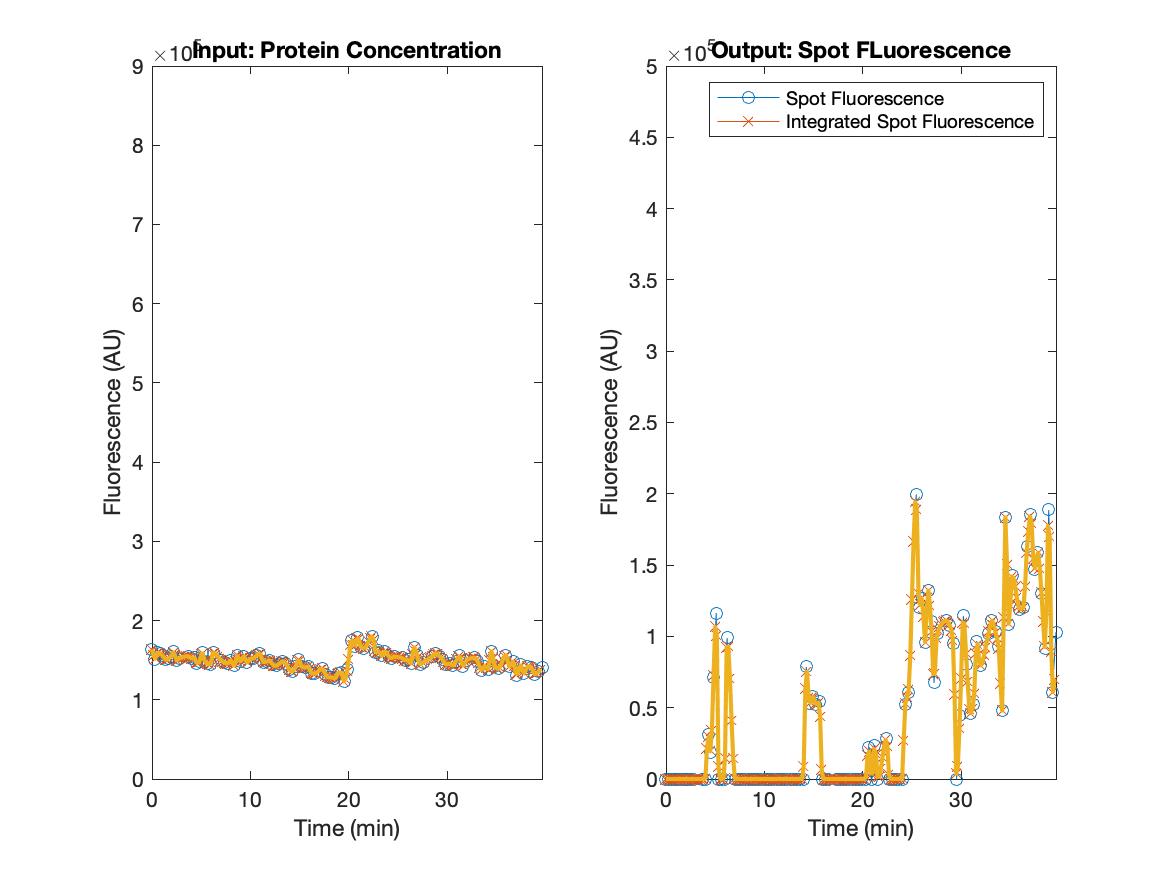 ×10⁵
Input: Protein Concentration
9
8
7
6
5
4
3
2
1
0
Fluorescence (AU)
0 10 20 30
Time (min)
×10⁵
Output: Spot FLuorescence
Spot Fluorescence
Integrated Spot Fluorescence
5
4.5
4
3.5
3
2.5
2
1.5
1
0.5
0
Fluorescence (AU)
0 10 20 30
Time (min)